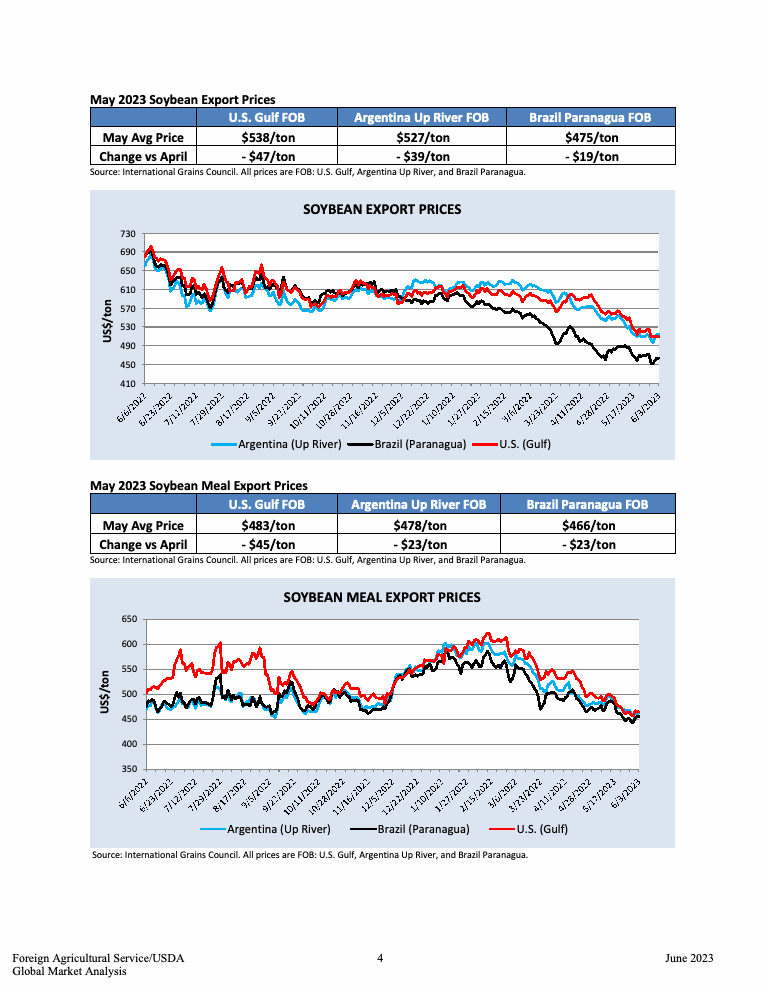 May 2023 Soybean Export Prices
U.S. Gulf FOB Argentina Up River FOB Brazil Paranagua FOB
May Avg Price $538/ton $527/ton $475/ton
Change vs April - $47/ton - $39/ton - $19/ton
Source: International Grains Council. All prices are FOB: U.S. Gulf, Argentina Up River, and Brazil Paranagua.
SOYBEAN EXPORT PRICES
US$/ton
730
690
650
610
570
530
490
450
410
6/6/2022 6/23/2022 7/11/2022 7/29/2022 8/17/2022 9/5/2022 9/22/2022 10/11/2022 10/28/2022 11/16/2022 12/5/2022 12/22/2022 1/10/2022 1/27/2022 2/15/2022 3/6/2022 3/23/2022 4/11/2022 4/28/2022 5/17/2023 6/3/2023
Argentina (Up River) Brazil (Paranagua) U.S. (Gulf)
May 2023 Soybean Meal Export Prices
U.S. Gulf FOB Argentina Up River FOB Brazil Paranagua FOB
May Avg Price $483/ton $478/ton $466/ton
Change vs April - $45/ton - $23/ton - $23/ton
Source: International Grains Council. All prices are FOB: U.S. Gulf, Argentina Up River, and Brazil Paranagua.
SOYBEAN MEAL EXPORT PRICES
US$/ton
650
600
550
500
450
400
350
6/6/2022 6/23/2022 7/12/2022 7/29/2022 8/17/2022 9/5/2022 9/22/2022 10/11/2022 10/28/2022 11/16/2022 12/5/2022 12/22/2022 1/10/2022 1/27/2022 2/15/2022 3/6/2022 3/23/2022 4/11/2022 4/28/2022 5/17/2023 6/3/2023
Argentina (Up River) Brazil (Paranagua) U.S. (Gulf)
Source: International Grains Council. All prices are FOB: U.S. Gulf, Argentina Up River, and Brazil Paranagua.
Foreign Agricultural Service/USDA 4 June 2023
Global Market Analysis